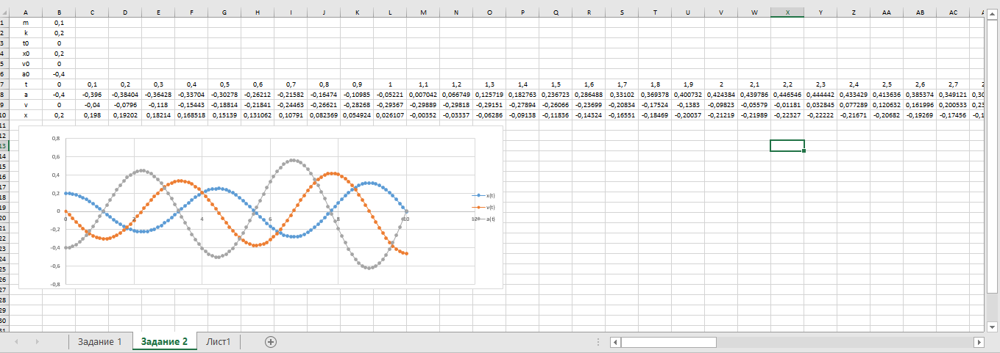 A B C D E F G H I J K L M N O P Q R S T U V W X Y Z AA AB AC
1 m 0,1
2 k 0,2
3 t0 0
4 x0 0,2
5 v0 0
6 a0 -0,4
7 t 0 0,1 0,2 0,3 0,4 0,5 0,6 0,7 0,8 0,9 1 1,1 1,2 1,3 1,4 1,5 1,6 1,7 1,8 1,9 2 2,1 2,2 2,3 2,4 2,5 2,6 2,7
8 a -0,4 -0,396 -0,38404 -0,36428 -0,33704 -0,30278 -0,26212 -0,21582 -0,16474 -0,10985 -0,05221 0,007042 0,066749 0,125719 0,182763 0,236723 0,286488 0,33102 0,369378 0,400732 0,424384 0,439786 0,446546 0,444442 0,433429 0,413636 0,385374 0,349121
9 v 0 -0,04 -0,0796 -0,118 -0,15443 -0,18814 -0,21841 -0,24463 -0,26621 -0,28268 -0,29367 -0,29889 -0,29818 -0,29151 -0,27894 -0,26066 -0,23699 -0,20834 -0,17524 -0,1383 -0,09823 -0,05579 -0,01181 0,032845 0,077289 0,120632 0,161996 0,200533
10 x 0,2 0,198 0,19202 0,18214 0,168518 0,15139 0,131062 0,10791 0,082369 0,054924 0,026107 -0,00352 -0,03337 -0,06286 -0,09138 -0,11836 -0,14324 -0,16551 -0,18469 -0,20037 -0,21219 -0,21989 -0,22327 -0,22222 -0,21671 -0,20682 -0,19269 -0,17456
11
12
13
14
15
16
17
18
19
20
21
22
23
24
25
26
27
28
29
30
31
0,8
0,6
0,4
0,2
0
-0,2
-0,4
-0,6
-0,8
0 2 4 6 8 10 12
x(t)
v(t)
a(t)
Задание 1 Задание 2 Лист1